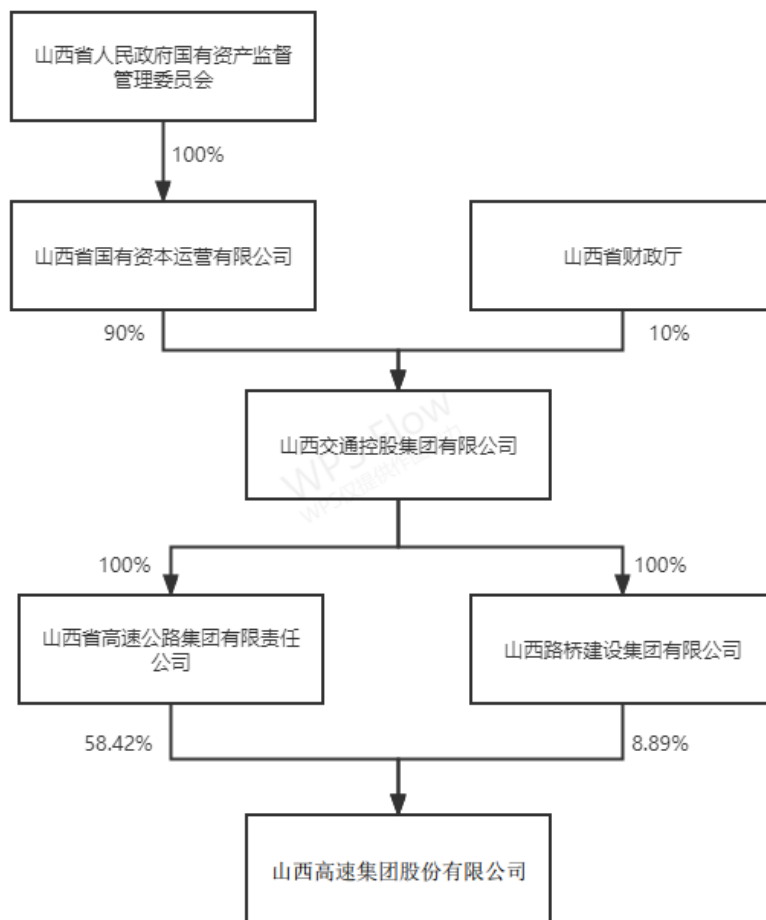 山西省人民政府国有资产监督
管理委员会
100%
山西省国有资本运营有限公司
山西省财政厅
90%
10%
山西交通控股集团有限公司
WPS Flow
100%
100%
山西省高速公路集团有限责任
公司
山西路桥建设集团有限公司
58.42%
8.89%
山西高速集团股份有限公司